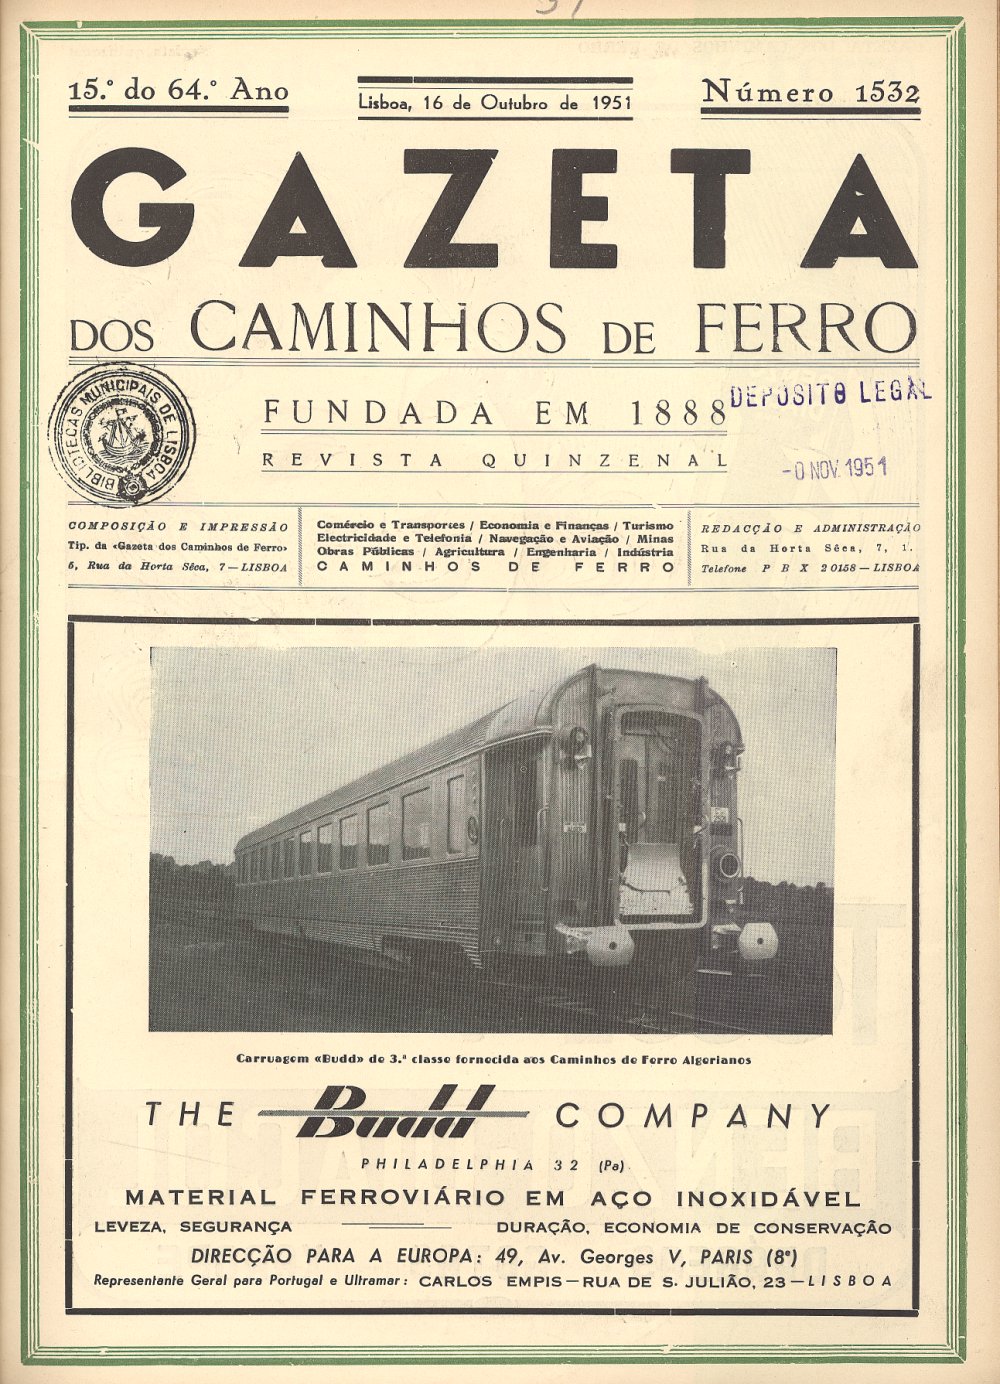 15.º do 64.º Ano
Lisboa, 16 de Outubro de 1951
Número 1532
GAZETA
DOS CAMINHOS DE FERRO
BIBLIOTECAS MUNICIPAIS DE LISBOA
FUNDADA EM 1888
REVISTA QUINZENAL
DEPÓSITO LEGAL
NOV. 1951
COMPOSIÇÃO E IMPRESSÃO
Tip. da «Gazeta dos Caminhos de Ferro»
5, Rua da Horta Sêca, 7 — LISBOA
Comércio e Transportes / Economia e Finanças / Turismo
Electricidade e Telefonia / Navegação e Aviação / Minas
Obras Públicas / Agricultura / Engenharia / Indústria
CAMINHOS DE FERRO
REDACÇÃO E ADMINISTRAÇÃO
Rua da Horta Sêca, 7, 1.
Telefone P B X 20158 — LISBOA
Carruagem «Budd» de 3.ª classe fornecida aos Caminhos de Ferro Algerianos
THE Budd COMPANY
PHILADELPHIA 32 (Pa)
MATERIAL FERROVIÁRIO EM AÇO INOXIDÁVEL
LEVEZA, SEGURANÇA DURAÇÃO, ECONOMIA DE CONSERVAÇÃO
DIRECÇÃO PARA A EUROPA: 49, Av. Georges V, PARIS (8º)
Representante Geral para Portugal e Ultramar: CARLOS EMPIS — RUA DE S. JULIÃO, 23 — LISBOA